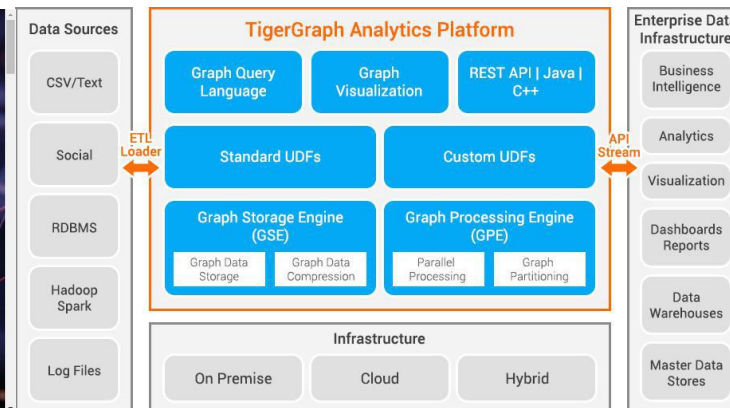 Data Sources
CSV/Text
Social
RDBMS
Hadoop
Spark
Log Files
ETL
Loader
TigerGraph Analytics Platform
Graph Query
Language
Graph
Visualization
REST API | Java |
C++
Standard UDFs
Custom UDFs
Graph Storage Engine
(GSE)
Graph Data
Storage
Graph Data
Compression
Graph Processing Engine
(GPE)
Parallel
Processing
Graph
Partitioning
Infrastructure
On Premise
Cloud
Hybrid
API
Stream
Enterprise Dat
Infrastructure
Business
Intelligence
Analytics
Visualization
Dashboards
Reports
Data
Warehouses
Master Data
Stores